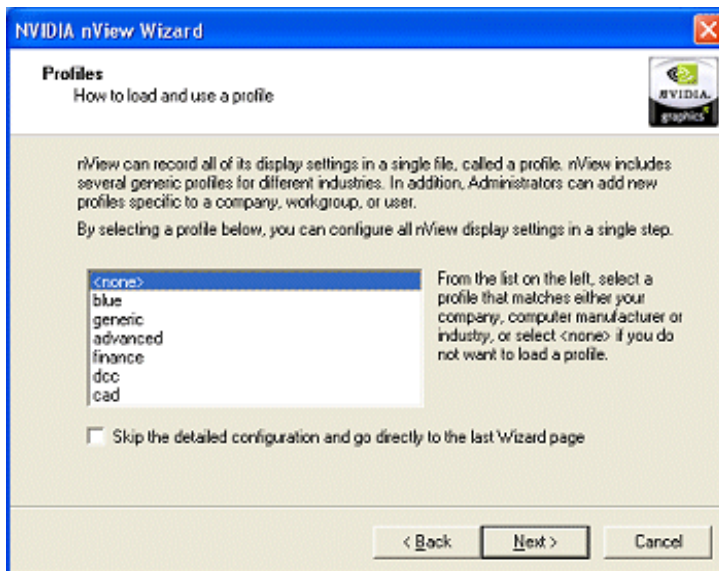 NVIDIA nView Wizard
Profiles
How to load and use a profile
NVIDIA.
graphics
nView can record all of its display settings in a single file, called a profile. nView includes
several generic profiles for different industries. In addition, Administrators can add new
profiles specific to a company, workgroup, or user.
By selecting a profile below, you can configure all nView display settings in a single step.
<none>
blue
generic
advanced
finance
dcc
cad
From the list on the left, select a
profile that matches either your
company, computer manufacturer or
industry, or select <none> if you do
not want to load a profile.
Skip the detailed configuration and go directly to the last Wizard page
< Back
Next >
Cancel